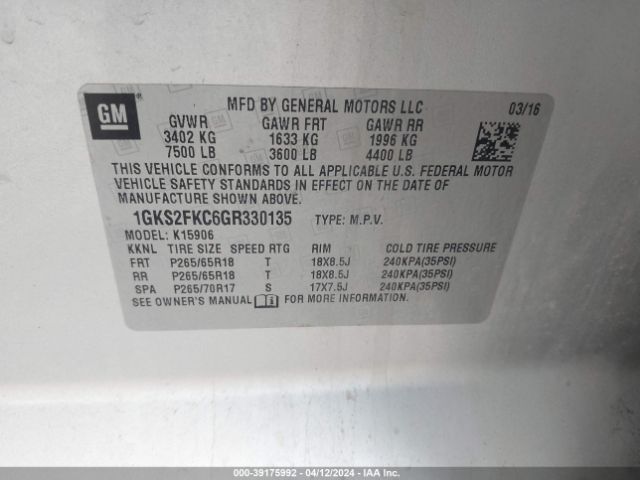 GM
MFD BY GENERAL MOTORS LLC
03/16
GVWR GAWR FRT GAWR RR
3402 KG 1633 KG 1996 KG
7500 LB 3600 LB 4400 LB
THIS VEHICLE CONFORMS TO ALL APPLICABLE U.S. FEDERAL MOTOR
VEHICLE SAFETY STANDARDS IN EFFECT ON THE DATE OF
MANUFACTURE SHOWN ABOVE.
1GKS2FKC6GR330135 TYPE: M.P.V.
MODEL: K15906
KKNL TIRE SIZE SPEED RTG RIM COLD TIRE PRESSURE
FRT P265/65R18 T 18X8.5J 240KPA(35PSI)
RR P265/65R18 T 18X8.5J 240KPA(35PSI)
SPA P265/70R17 S 17X7.5J 240KPA(35PSI)
SEE OWNER'S MANUAL FOR MORE INFORMATION.
000-39175992 - 04/12/2024 - IAA Inc.